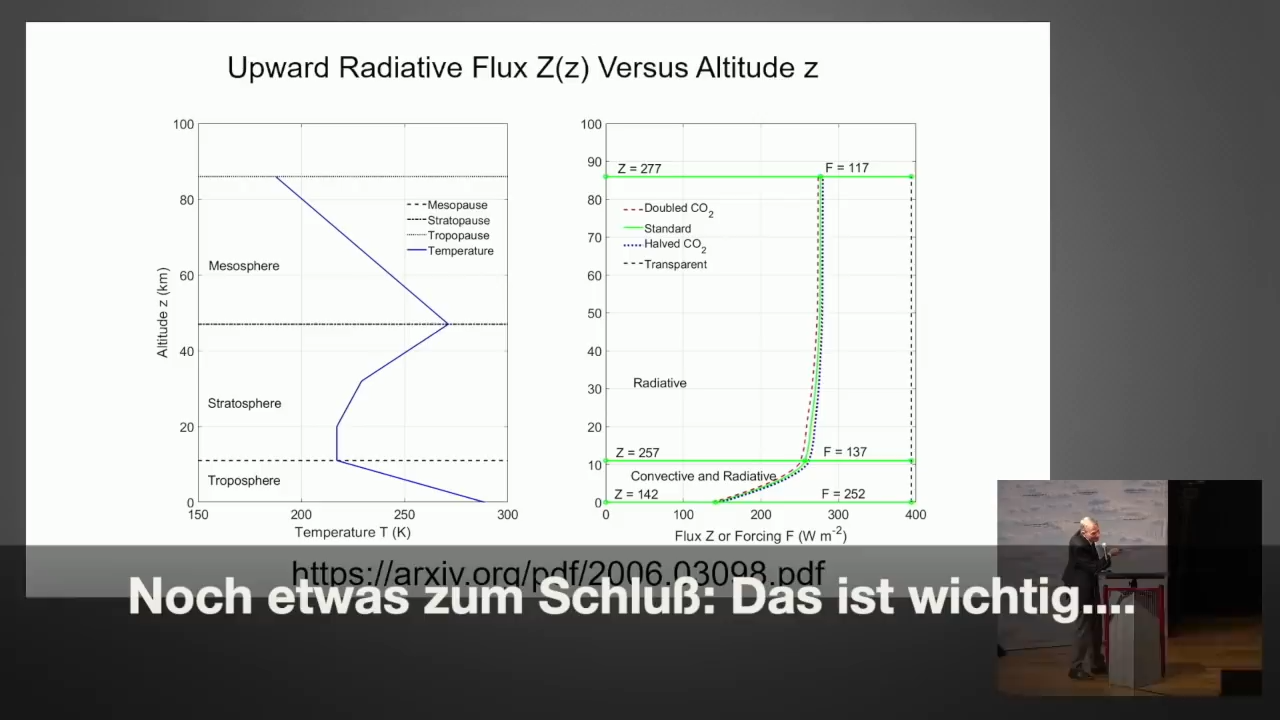 Upward Radiative Flux Z(z) Versus Altitude z
100
80
60
40
20
0
150
200
250
300
Altitude z (km)
Temperature T (K)
Mesopause
Stratopause
Tropopause
Temperature
Mesosphere
Stratosphere
Troposphere
100
90
80
70
60
50
40
30
20
10
0
0
100
200
300
400
Flux Z or Forcing F (W m-2)
Z = 277
F = 117
Doubled CO2
Standard
Halved CO2
Transparent
Radiative
Z = 257
F = 137
Convective and Radiative
Z = 142
F = 252
https://arxiv.org/pdf/2006.03098.pdf
Noch etwas zum Schluß: Das ist wichtig....